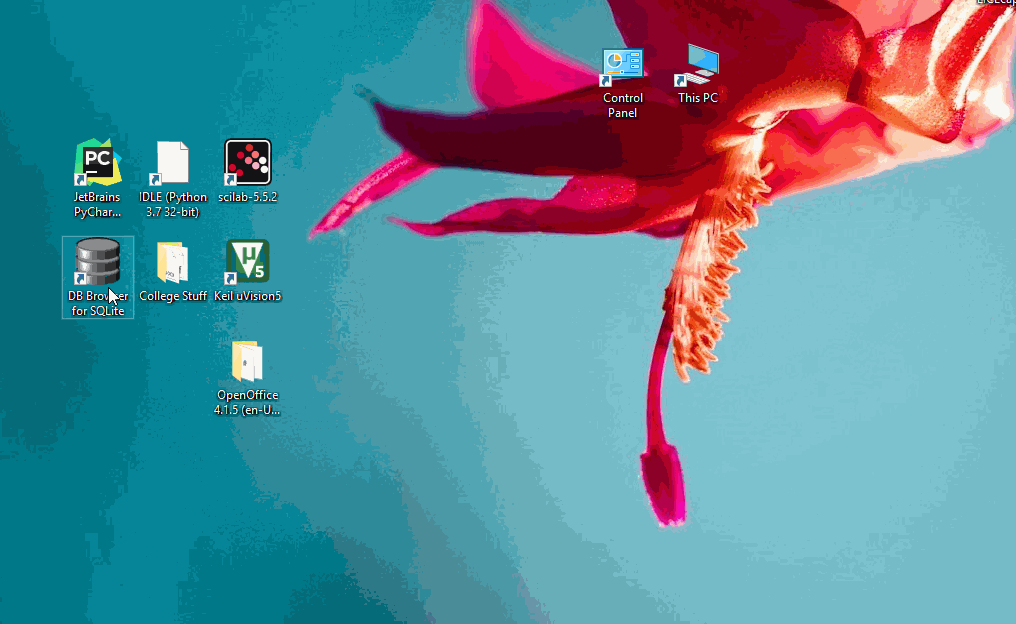 Control
Panel
This PC
PC
JetBrains
PyChar...
IDLE (Python
3.7 32-bit)
scilab-5.5.2
DB Browser
for SQLite
College Stuff
µ
V
5
Keil uVision5
OpenOffice
4.1.5 (en-U...